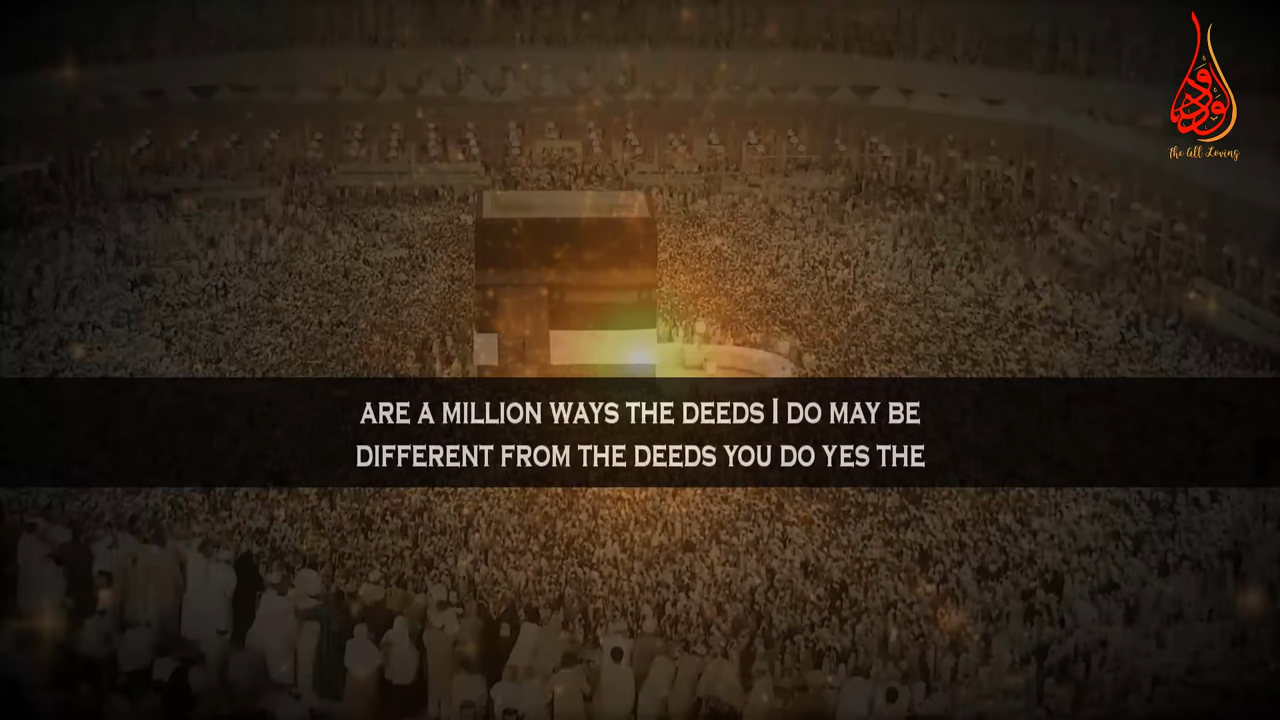 الودود
The All Loving
ARE A MILLION WAYS THE DEEDS I DO MAY BE
DIFFERENT FROM THE DEEDS YOU DO YES THE